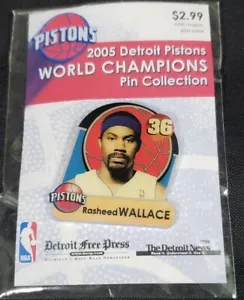 PISTONS
$2.99
2005 Detroit Pistons
WORLD CHAMPIONS
Pin Collection
36
PISTONS
Rasheed WALLACE
NBA
Detroit Free Press
The Detroit News